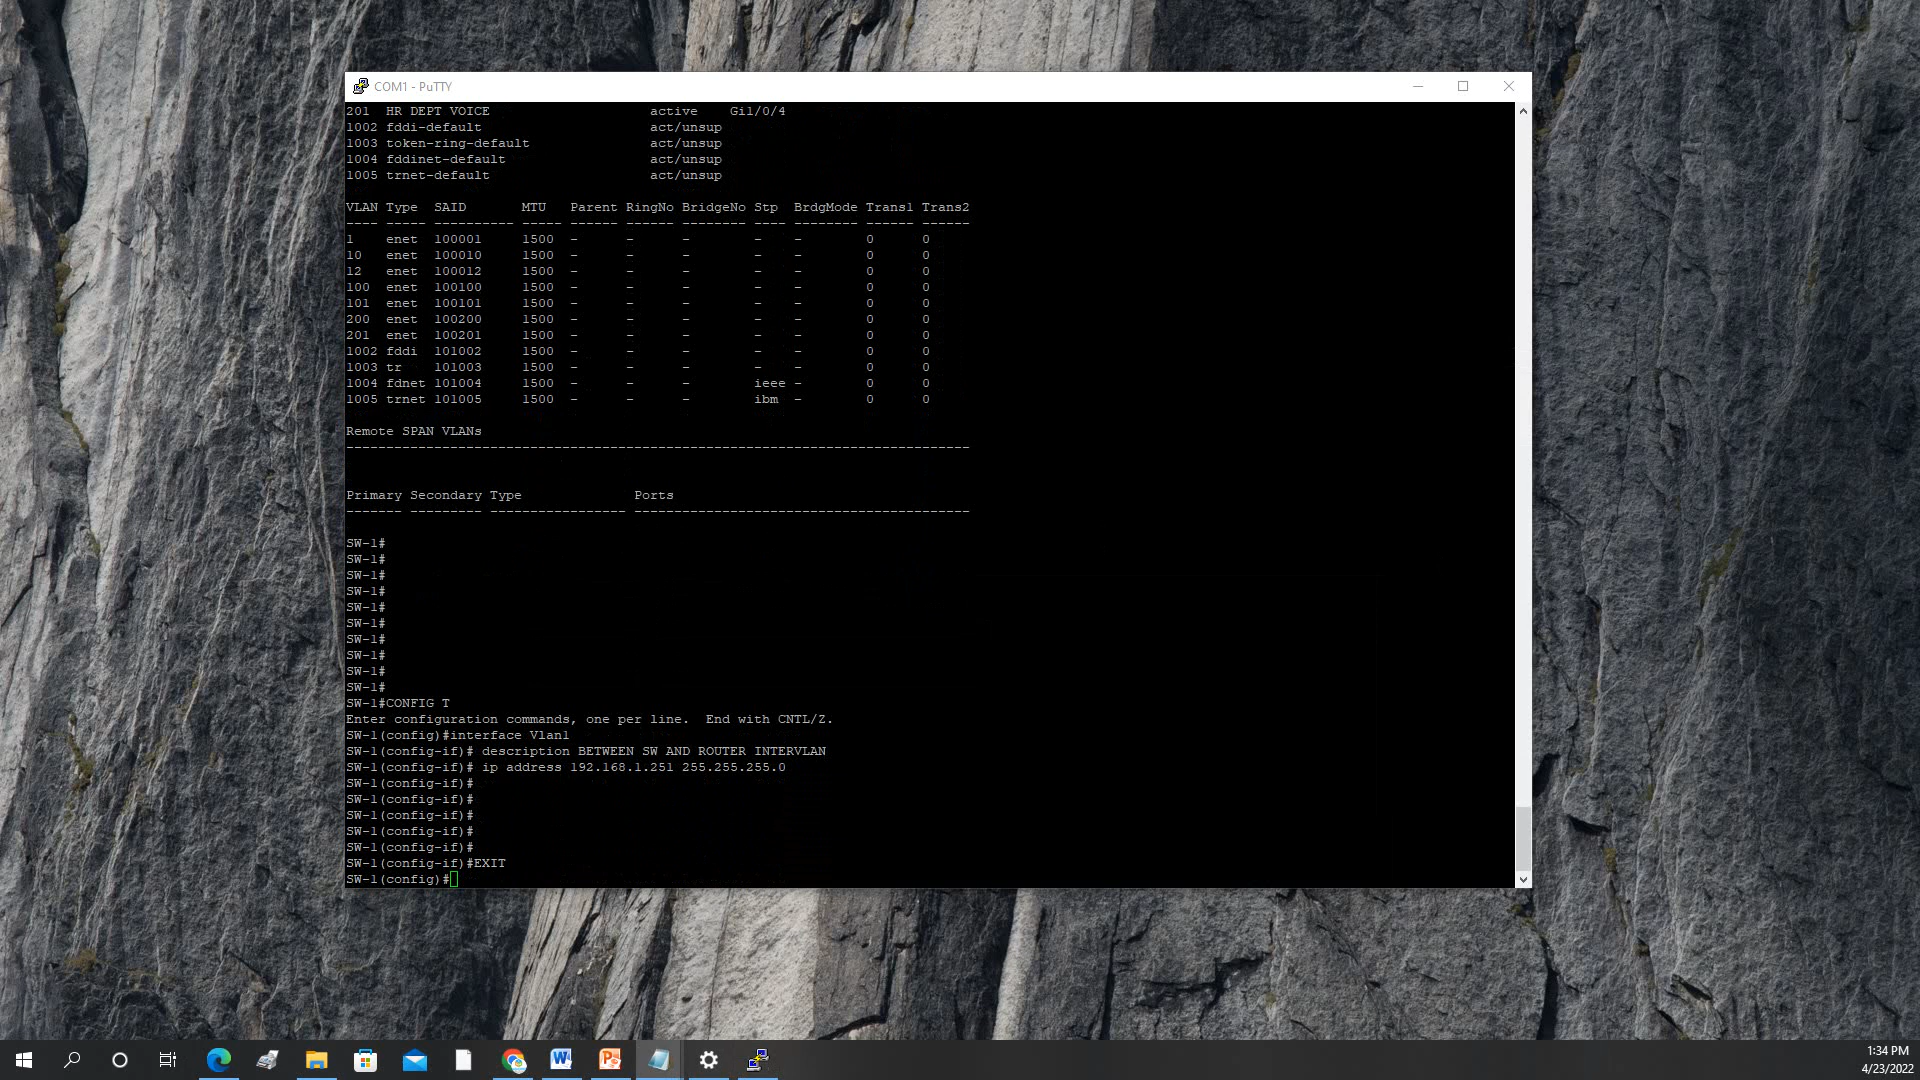 COM1 - PuTTY
201  HR DEPT VOICE                    active    Gi1/0/4
1002 fddi-default                     act/unsup
1003 token-ring-default               act/unsup
1004 fddinet-default                  act/unsup
1005 trnet-default                    act/unsup
VLAN Type  SAID       MTU   Parent RingNo BridgeNo Stp  BrdgMode Trans1 Trans2
---- ----- ---------- ----- ------ ------ -------- ---- -------- ------ ------
1    enet  100001     1500  -      -      -        -    -        0      0
10   enet  100010     1500  -      -      -        -    -        0      0
12   enet  100012     1500  -      -      -        -    -        0      0
100  enet  100100     1500  -      -      -        -    -        0      0
101  enet  100101     1500  -      -      -        -    -        0      0
200  enet  100200     1500  -      -      -        -    -        0      0
201  enet  100201     1500  -      -      -        -    -        0      0
1002 fddi  101002     1500  -      -      -        -    -        0      0
1003 tr    101003     1500  -      -      -        -    -        0      0
1004 fdnet 101004     1500  -      -      -        ieee -        0      0
1005 trnet 101005     1500  -      -      -        ibm  -        0      0
Remote SPAN VLANs
------------------------------------------------------------------------------
Primary Secondary Type              Ports
------- --------- ----------------- ------------------------------------------
SW-1#
SW-1#
SW-1#
SW-1#
SW-1#
SW-1#
SW-1#
SW-1#
SW-1#
SW-1#
SW-1#CONFIG T
Enter configuration commands, one per line.  End with CNTL/Z.
SW-1(config)#interface Vlan1
SW-1(config-if)# description BETWEEN SW AND ROUTER INTERVLAN
SW-1(config-if)# ip address 192.168.1.251 255.255.255.0
SW-1(config-if)#
SW-1(config-if)#
SW-1(config-if)#
SW-1(config-if)#
SW-1(config-if)#
SW-1(config-if)#EXIT
SW-1(config)#
1:34 PM
4/23/2022